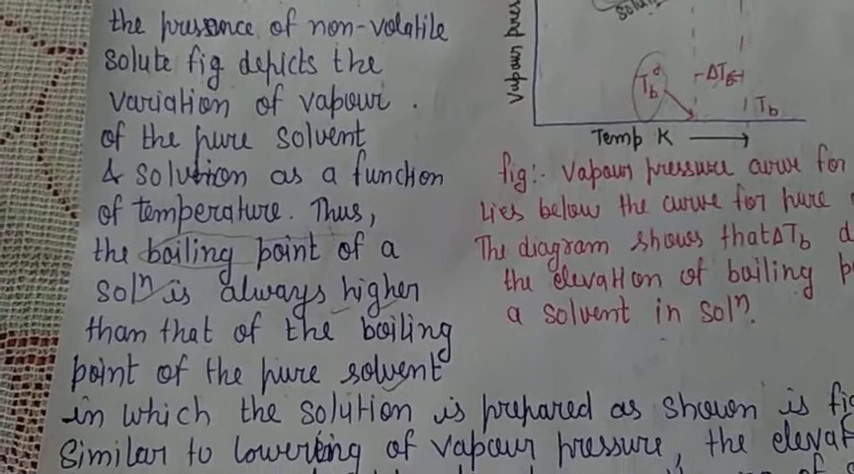 the presence of non-volatile
solute fig depicts the
variation of vapour
of the pure solvent
& solution as a function
of temperature. Thus,
the boiling point of a
solⁿ is always higher
than that of the boiling
point of the pure solvent
in which the solution is prepared as shown is fig
Similar to lowering of vapour pressure, the elevat
Vapour
Tb°
ΔTb
Tb
Temp K
fig:- Vapour pressure curve for
lies below the curve for pure
The diagram shows that ΔTb d
the elevation of boiling p
a solvent in solⁿ.